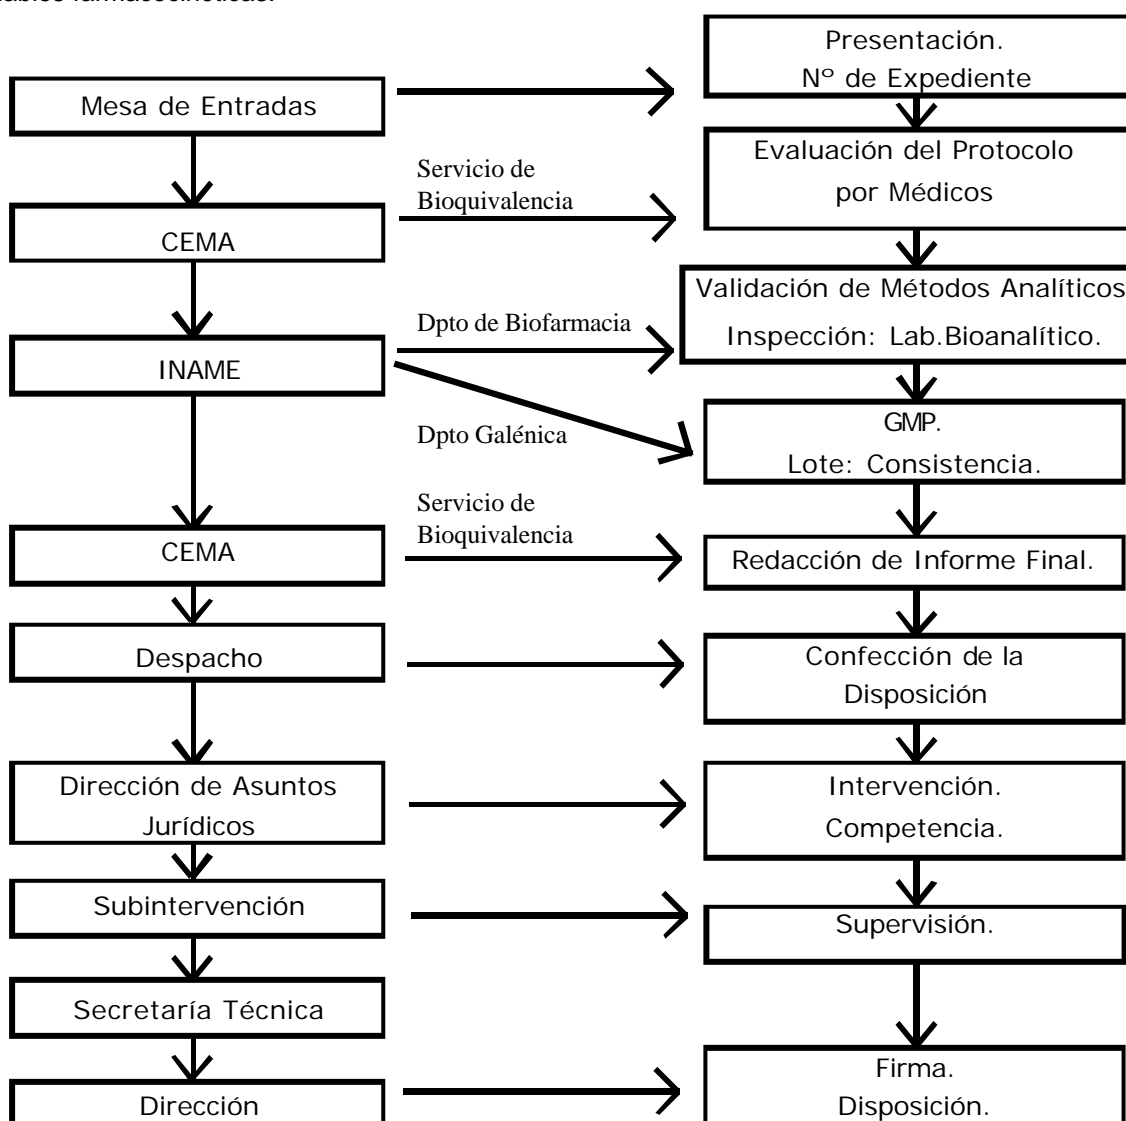 Presentación.
Nº de Expediente
Mesa de Entradas
Evaluación del Protocolo
por Médicos
Servicio de
Bioquivalencia
CEMA
Validación de Métodos Analíticos
Inspección: Lab.Bioanalítico.
Dpto de Biofarmacia
INAME
GMP.
Lote: Consistencia.
Dpto Galénica
Servicio de
Bioquivalencia
CEMA
Redacción de Informe Final.
Despacho
Confección de la
Disposición
Dirección de Asuntos
Jurídicos
Intervención.
Competencia.
Subintervención
Supervisión.
Secretaría Técnica
Dirección
Firma.
Disposición.